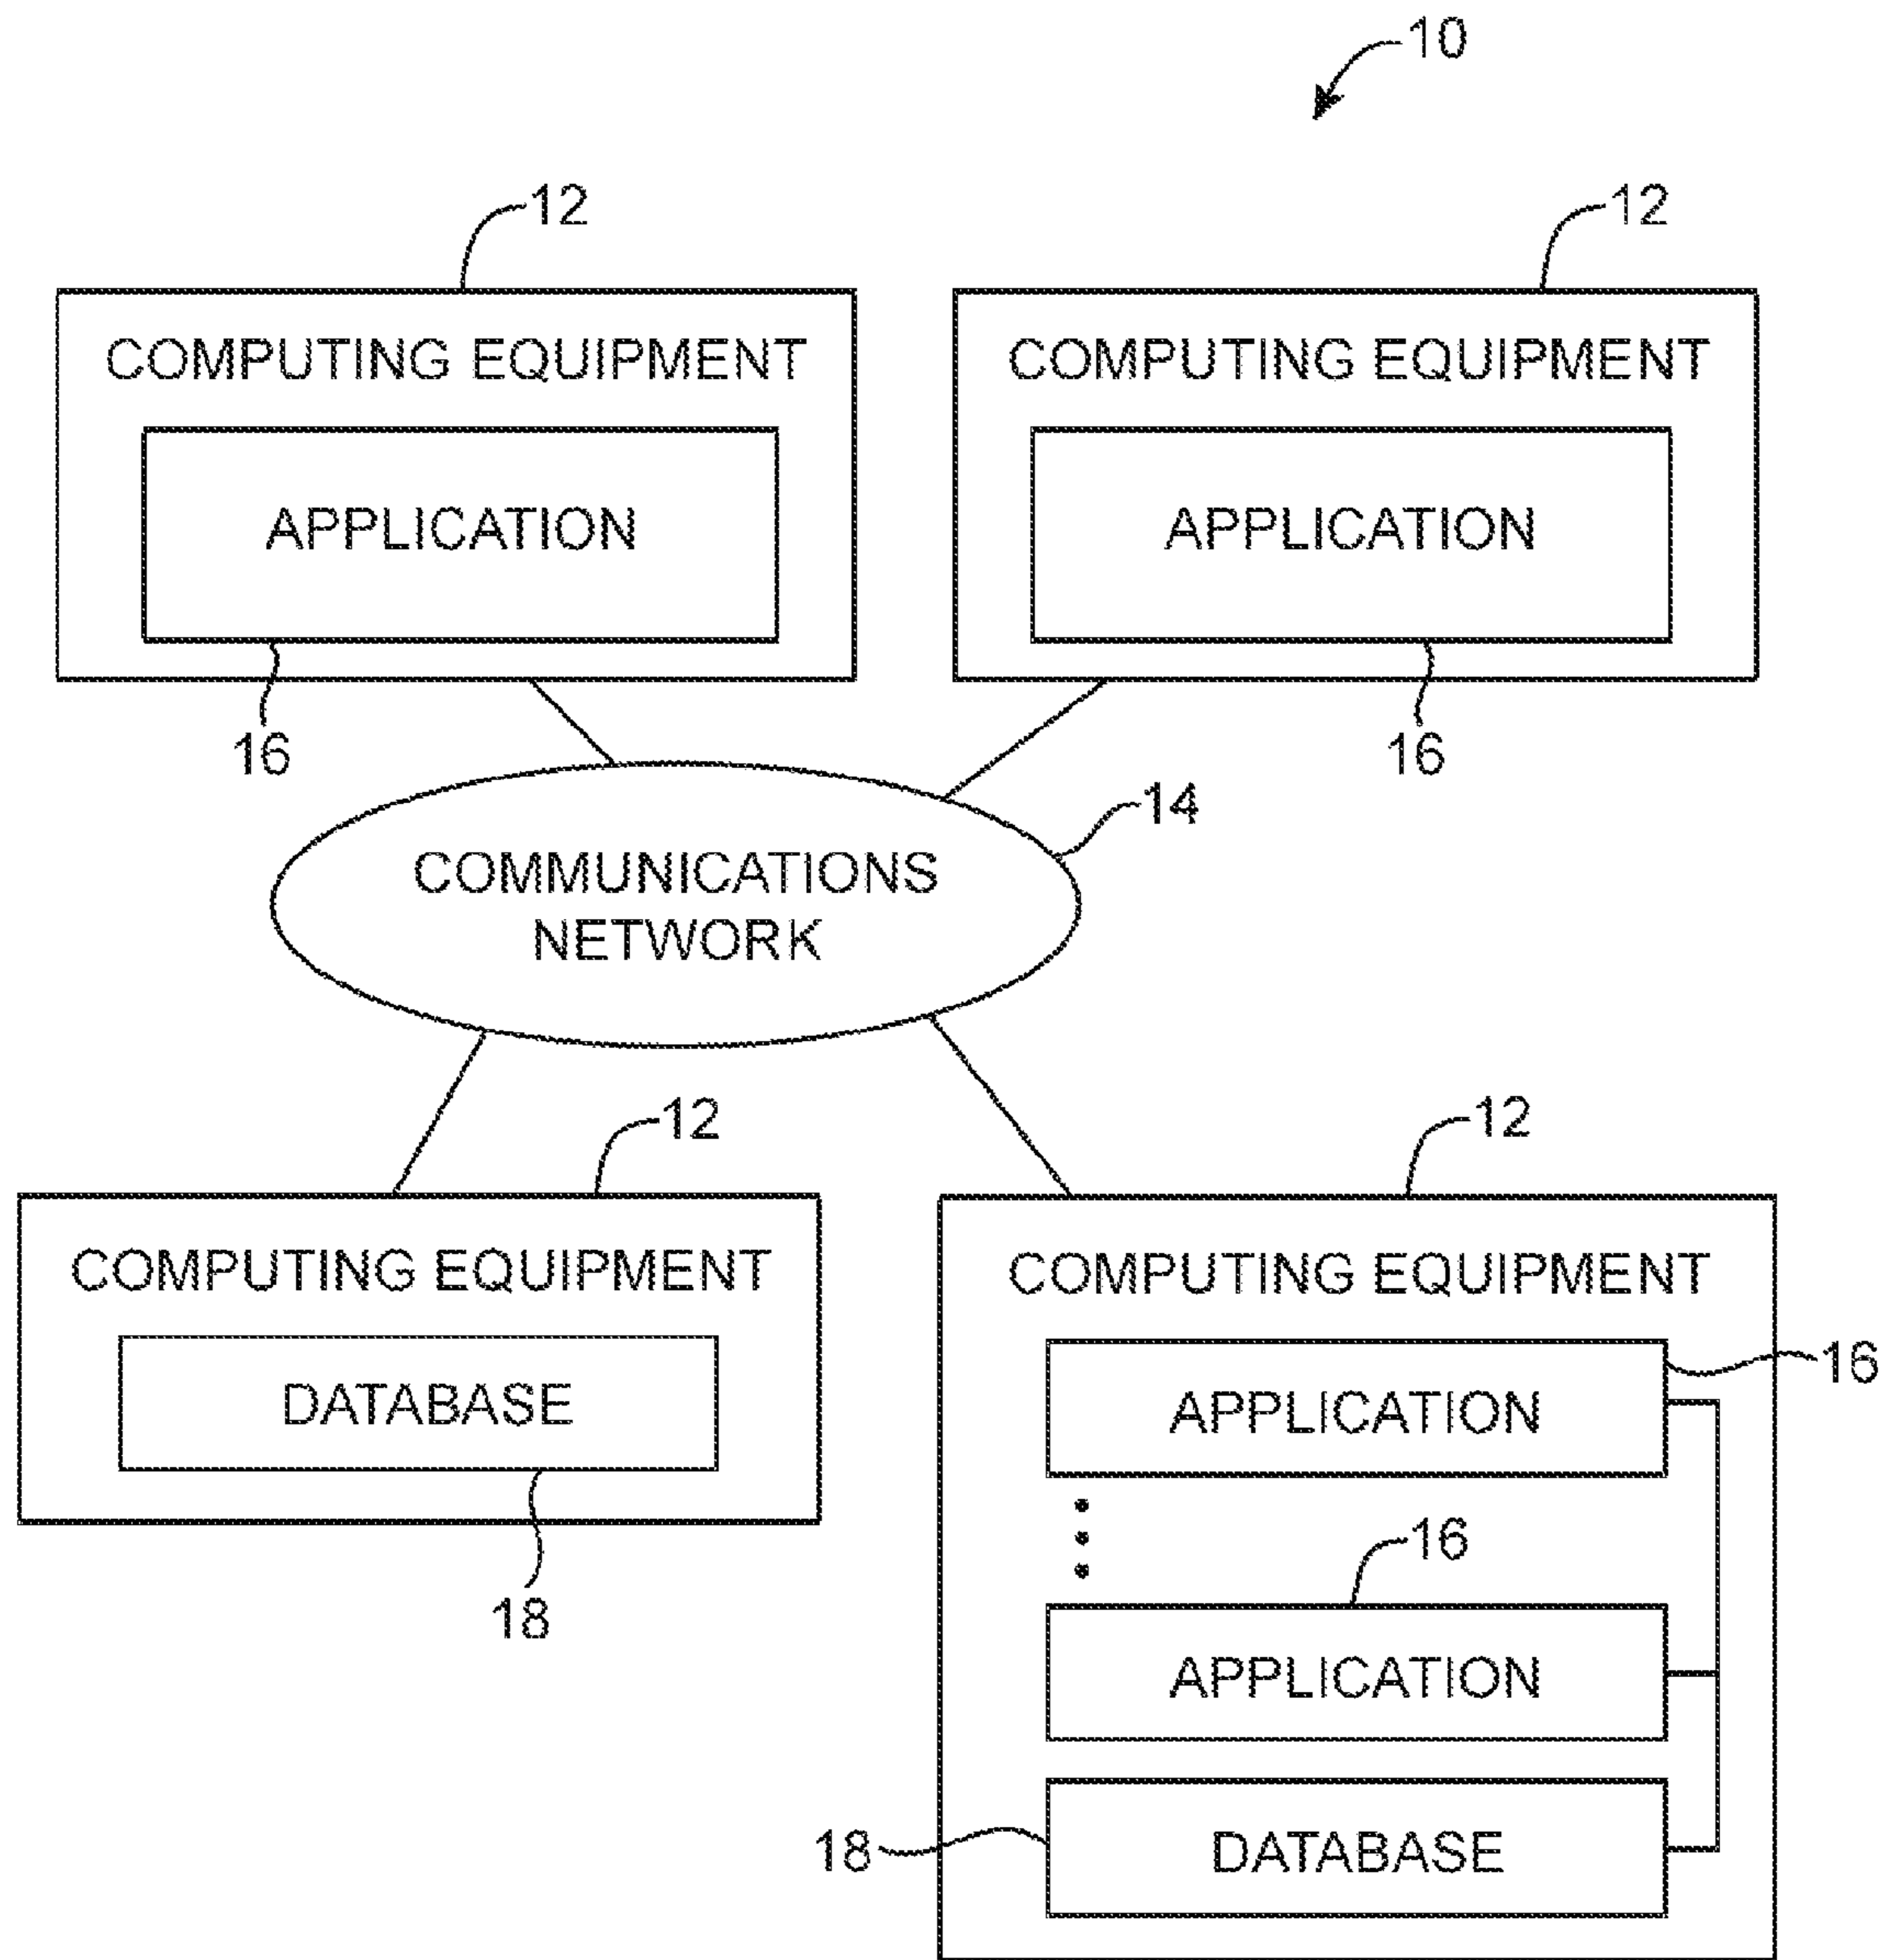 10
12
12
COMPUTING EQUIPMENT
COMPUTING EQUIPMENT
APPLICATION
APPLICATION
16
16
14
COMMUNICATIONS
NETWORK
12
12
COMPUTING EQUIPMENT
COMPUTING EQUIPMENT
DATABASE
APPLICATION
16
18
16
APPLICATION
18
DATABASE